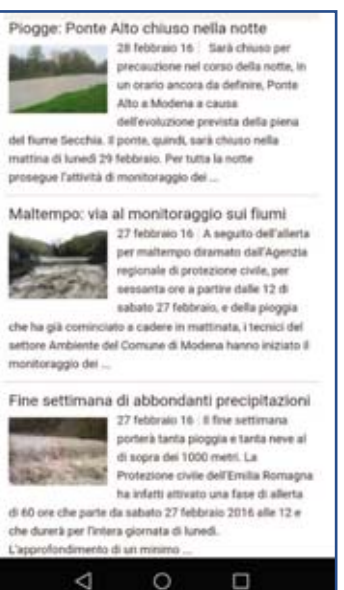 Piogge: Ponte Alto chiuso nella notte
28 febbraio 16 | Sarà chiuso per
precauzione nel corso della notte, in
un orario ancora da definire, Ponte
Alto a Modena a causa
dell'evoluzione prevista della piena
del fiume Secchia. Il ponte, quindi, sarà chiuso nella
mattina di lunedì 29 febbraio. Per tutta la notte
prosegue l'attività di monitoraggio dei ...
Maltempo: via al monitoraggio sui fiumi
27 febbraio 16 | A seguito dell'allerta
per maltempo diramato dall'Agenzia
regionale di protezione civile, per
sessanta ore a partire dalle 12 di
sabato 27 febbraio, e della pioggia
che ha già cominciato a cadere in mattinata, i tecnici del
settore Ambiente del Comune di Modena hanno iniziato il
monitoraggio dei ...
Fine settimana di abbondanti precipitazioni
27 febbraio 16 | Il fine settimana
porterà tanta pioggia e tanta neve al
di sopra dei 1000 metri. La
Protezione civile dell'Emilia Romagna
ha infatti attivato una fase di allerta
di 60 ore che parte da sabato 27 febbraio 2016 alle 12 e
che durerà per l'intera giornata di lunedì.
L'approfondimento di un minimo ...